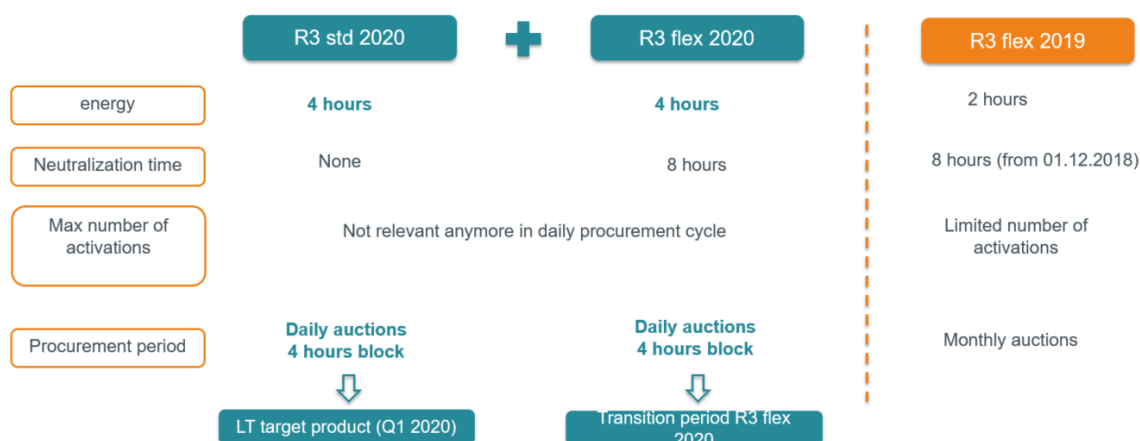 R3 std 2020
R3 flex 2020
R3 flex 2019
energy
4 hours
4 hours
2 hours
Neutralization time
None
8 hours
8 hours (from 01.12.2018)
Max number of
activations
Not relevant anymore in daily procurement cycle
Limited number of
activations
Procurement period
Daily auctions
4 hours block
Daily auctions
4 hours block
Monthly auctions
LT target product (Q1 2020)
Transition period R3 flex
2020